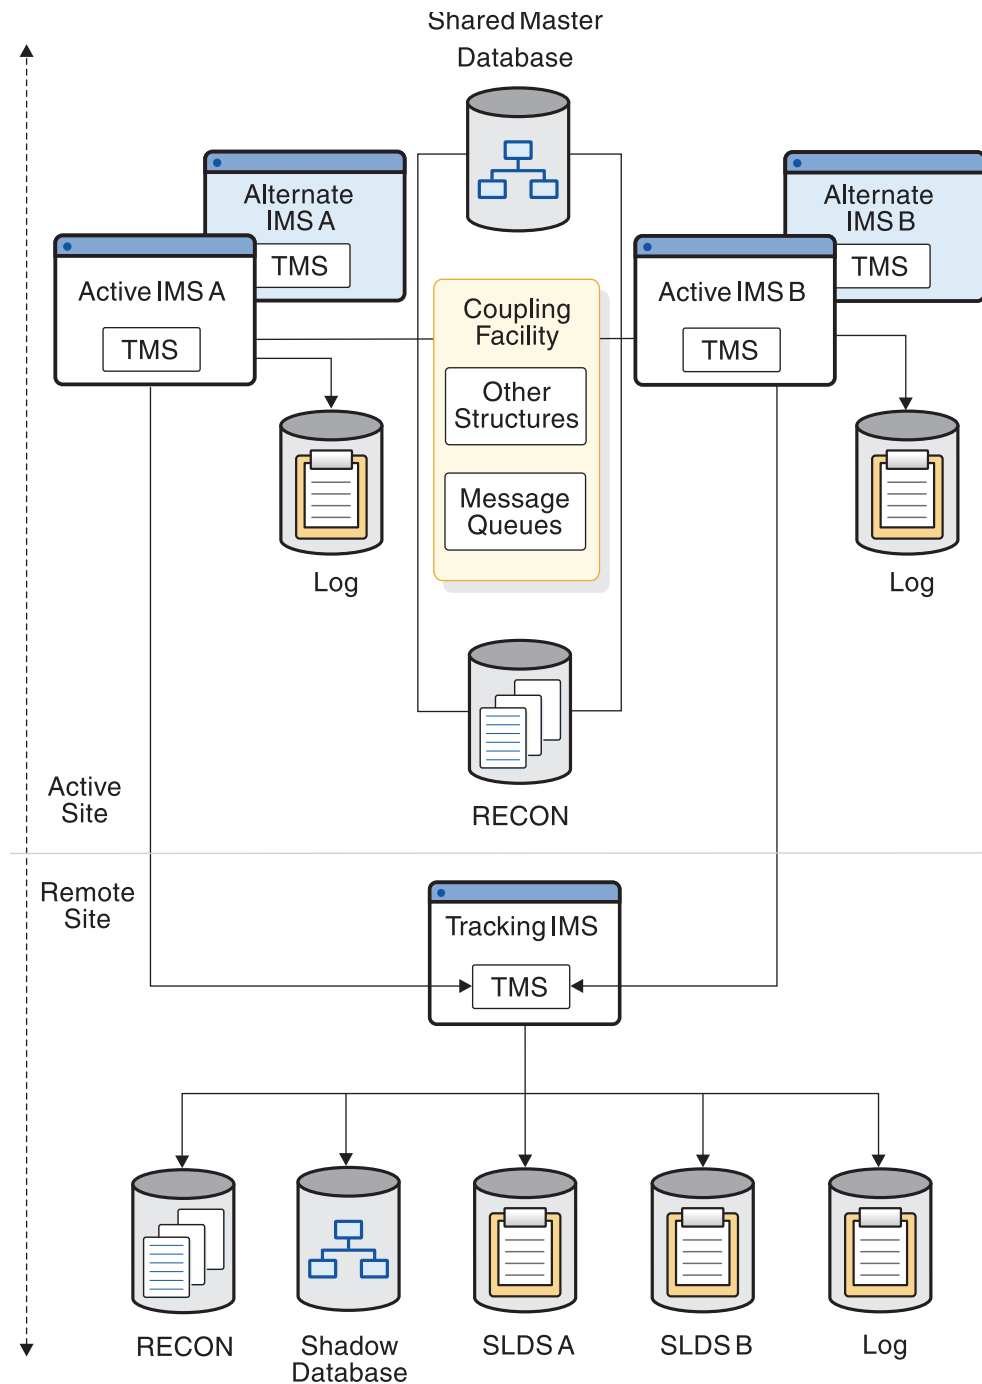 Shared Master
Database
Alternate
IMS A
TMS
Active IMS A
TMS
Alternate
IMS B
TMS
Active IMS B
TMS
Coupling
Facility
Other
Structures
Message
Queues
Log
Log
RECON
Active
Site
Remote
Site
Tracking IMS
TMS
RECON
Shadow
Database
SLDS A
SLDS B
Log